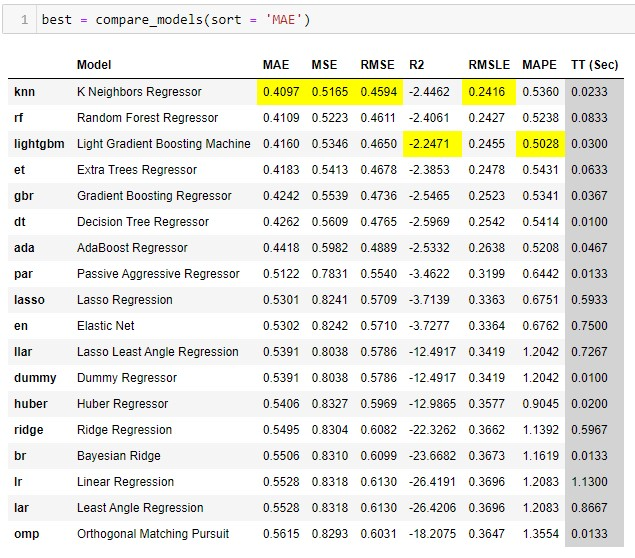 1 best = compare_models(sort = 'MAE')
Model MAE MSE RMSE R2 RMSLE MAPE TT (Sec)
knn K Neighbors Regressor 0.4097 0.5165 0.4594 -2.4462 0.2416 0.5360 0.0233
rf Random Forest Regressor 0.4109 0.5223 0.4611 -2.4061 0.2427 0.5238 0.0833
lightgbm Light Gradient Boosting Machine 0.4160 0.5346 0.4650 -2.2471 0.2455 0.5028 0.0300
et Extra Trees Regressor 0.4183 0.5413 0.4678 -2.3853 0.2478 0.5431 0.0633
gbr Gradient Boosting Regressor 0.4242 0.5539 0.4736 -2.5465 0.2523 0.5341 0.0367
dt Decision Tree Regressor 0.4262 0.5609 0.4765 -2.5969 0.2542 0.5414 0.0100
ada AdaBoost Regressor 0.4418 0.5982 0.4889 -2.5332 0.2638 0.5208 0.0467
par Passive Aggressive Regressor 0.5122 0.7831 0.5540 -3.4622 0.3199 0.6442 0.0133
lasso Lasso Regression 0.5301 0.8241 0.5709 -3.7139 0.3363 0.6751 0.5933
en Elastic Net 0.5302 0.8242 0.5710 -3.7277 0.3364 0.6762 0.7500
llar Lasso Least Angle Regression 0.5391 0.8038 0.5786 -12.4917 0.3419 1.2042 0.7267
dummy Dummy Regressor 0.5391 0.8038 0.5786 -12.4917 0.3419 1.2042 0.0100
huber Huber Regressor 0.5406 0.8327 0.5969 -12.9865 0.3577 0.9045 0.0200
ridge Ridge Regression 0.5495 0.8304 0.6082 -22.3262 0.3662 1.1392 0.5967
br Bayesian Ridge 0.5506 0.8310 0.6099 -23.6682 0.3673 1.1619 0.0133
lr Linear Regression 0.5528 0.8318 0.6130 -26.4191 0.3696 1.2083 1.1300
lar Least Angle Regression 0.5528 0.8318 0.6130 -26.4206 0.3696 1.2083 0.8667
omp Orthogonal Matching Pursuit 0.5615 0.8293 0.6031 -18.2075 0.3647 1.3554 0.0133